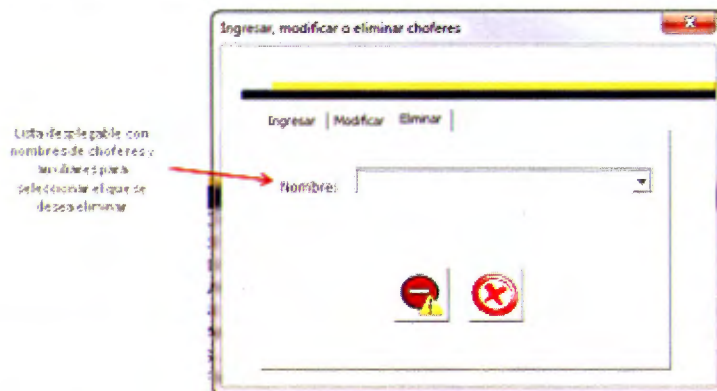 Ingresar, modificar o eliminar choferes
Ingresar | Modificar Eliminar |
Lista desplegable con
nombres de choferes y
auxiliares para
seleccionar el que se
desea eliminar
Nombre: